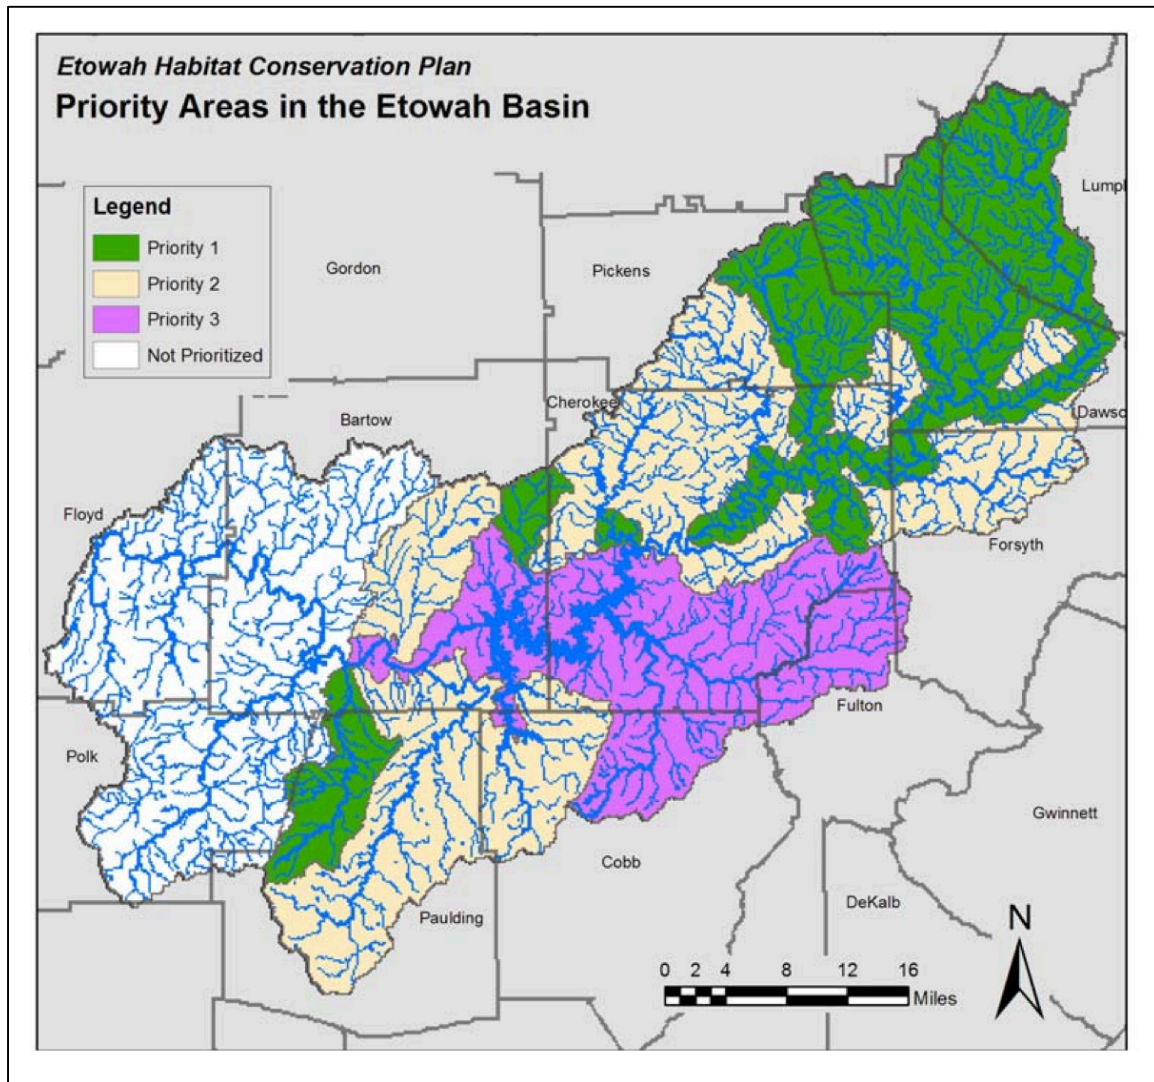 Etowah Habitat Conservation Plan
Priority Areas in the Etowah Basin
Legend
Priority 1
Priority 2
Priority 3
Not Prioritized
Lumpl
Gordon
Pickens
Cherokee
Bartow
Dawsc
Floyd
Forsyth
Fulton
Polk
Gwinnett
Cobb
DeKalb
Paulding
N
0 2 4 8 12 16
Miles